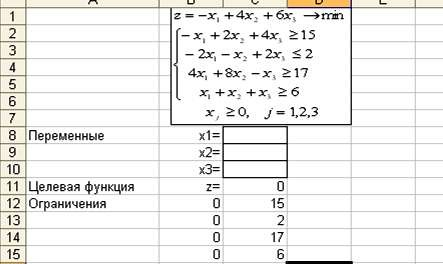 A B C D E
1 z = −x₁ + 4x₂ + 6x₃ → min
2 −x₁ + 2x₂ + 4x₃ ≥ 15
3 −2x₁ − x₂ + 2x₃ ≤ 2
4 4x₁ + 8x₂ − x₃ ≥ 17
5
6 x₁ + x₂ + x₃ ≥ 6
7 xⱼ ≥ 0, j = 1,2,3
8 Переменные x1=
9 x2=
10 x3=
11 Целевая функция z= 0
12 Ограничения 0 15
13 0 2
14 0 17
15 0 6